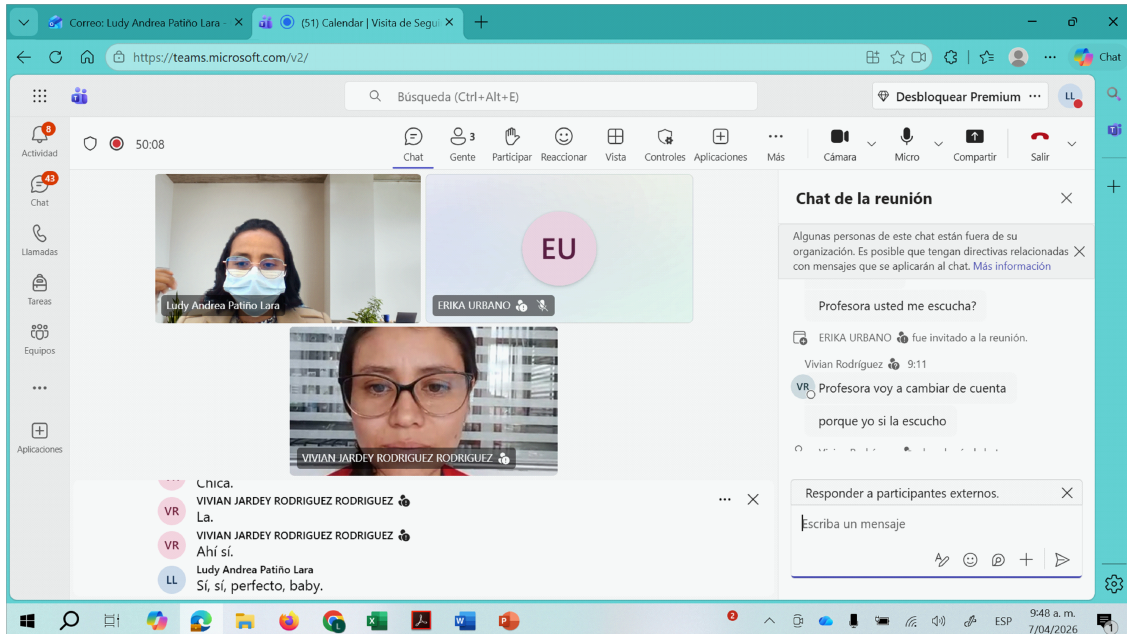 Correo: Ludy Andrea Patiño Lara -
(51) Calendar | Visita de Segui
https://teams.microsoft.com/v2/
Chat
Búsqueda (Ctrl+Alt+E)
Desbloquear Premium
LL
8
Actividad
43
Chat
Llamadas
Tareas
Equipos
Aplicaciones
50:08
Chat
3
Gente
Participar
Reaccionar
Vista
Controles
Aplicaciones
Más
Cámara
Micro
Compartir
Salir
Ludy Andrea Patiño Lara
EU
ERIKA URBANO
VIVIAN JARDEY RODRIGUEZ RODRIGUEZ
Chica.
VR
VIVIAN JARDEY RODRIGUEZ RODRIGUEZ
La.
VR
VIVIAN JARDEY RODRIGUEZ RODRIGUEZ
Ahí sí.
LL
Ludy Andrea Patiño Lara
Sí, sí, perfecto, baby.
Chat de la reunión
Algunas personas de este chat están fuera de su
organización. Es posible que tengan directivas relacionadas
con mensajes que se aplicarán al chat. Más información
Profesora usted me escucha?
ERIKA URBANO fue invitado a la reunión.
Vivian Rodríguez 9:11
VR
Profesora voy a cambiar de cuenta
porque yo si la escucho
Responder a participantes externos.
Escriba un mensaje
2
ESP
9:48 a. m.
7/04/2026
1